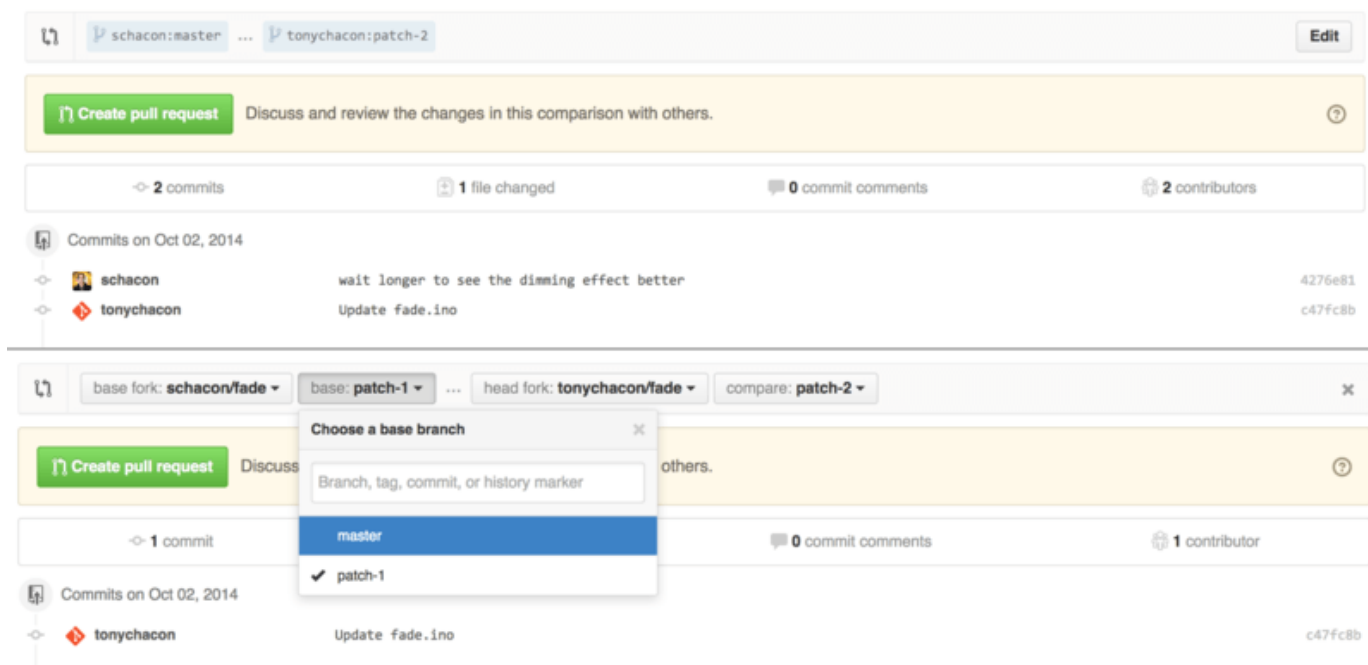 schacon:master ... tonychacon:patch-2 Edit
Create pull request Discuss and review the changes in this comparison with others.
2 commits 1 file changed 0 commit comments 2 contributors
Commits on Oct 02, 2014
schacon wait longer to see the dimming effect better 4276e81
tonychacon Update fade.ino c47fc8b
base fork: schacon/fade base: patch-1 ... head fork: tonychacon/fade compare: patch-2
Choose a base branch
Create pull request Discuss others.
Branch, tag, commit, or history marker
master
1 commit 0 commit comments 1 contributor
patch-1
Commits on Oct 02, 2014
tonychacon Update fade.ino c47fc8b